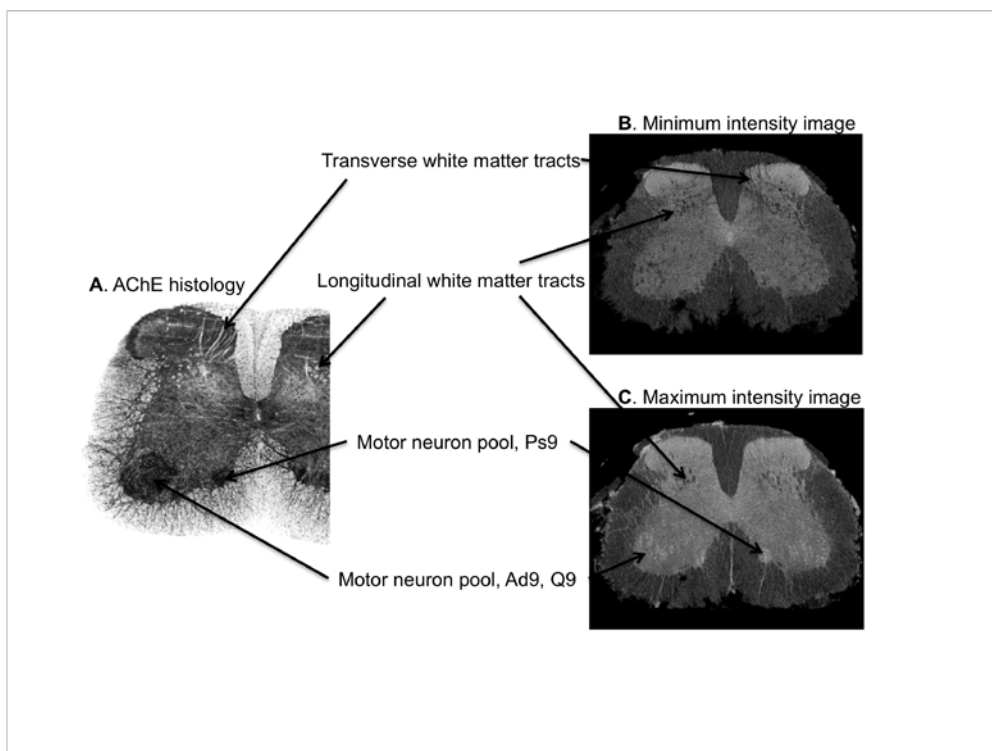 B. Minimum intensity image
Transverse white matter tracts
A. AChE histology
Longitudinal white matter tracts
C. Maximum intensity image
Motor neuron pool, Ps9
Motor neuron pool, Ad9, Q9